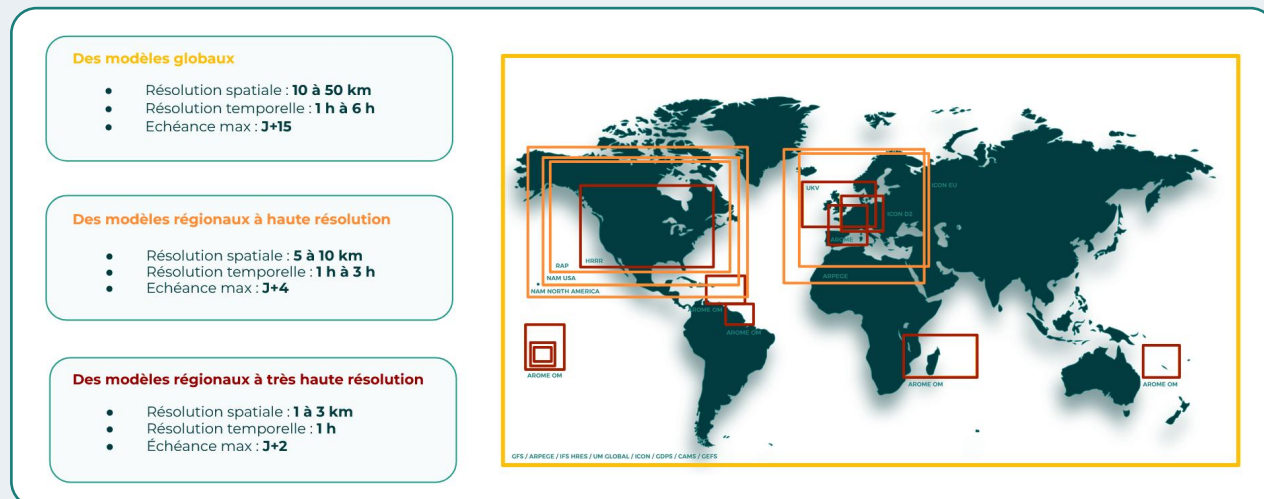 Des modèles globaux
● Résolution spatiale : 10 à 50 km
● Résolution temporelle : 1 h à 6 h
● Echéance max : J+15
Des modèles régionaux à haute résolution
● Résolution spatiale : 5 à 10 km
● Résolution temporelle : 1 h à 3 h
● Echéance max : J+4
Des modèles régionaux à très haute résolution
● Résolution spatiale : 1 à 3 km
● Résolution temporelle : 1 h
● Échéance max : J+2
UKV
ICON EU
ICON D2
AROME
ARPEGE
HRRR
RAP
NAM USA
NAM NORTH AMERICA
AROME OM
AROME OM
AROME OM
AROME OM
AROME OM
GFS / ARPEGE / IFS HRES / UM GLOBAL / ICON / GDPS / CAMS / GEFS